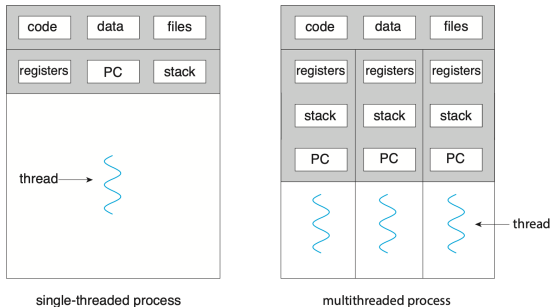 code data files
registers PC stack
thread
single-threaded process
code data files
registers registers registers
stack stack stack
PC PC PC
thread
multithreaded process